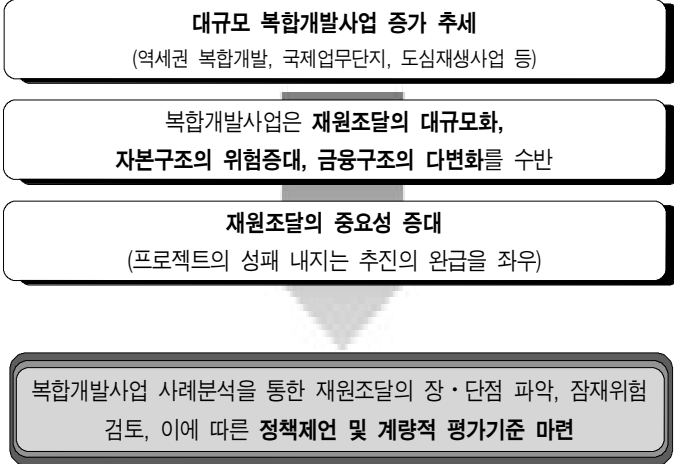 대규모 복합개발사업 증가 추세
(역세권 복합개발, 국제업무단지, 도심재생사업 등)
복합개발사업은 재원조달의 대규모화,
자본구조의 위험증대, 금융구조의 다변화를 수반
재원조달의 중요성 증대
(프로젝트의 성패 내지는 추진의 완급을 좌우)
복합개발사업 사례분석을 통한 재원조달의 장・단점 파악, 잠재위험
검토, 이에 따른 정책제언 및 계량적 평가기준 마련